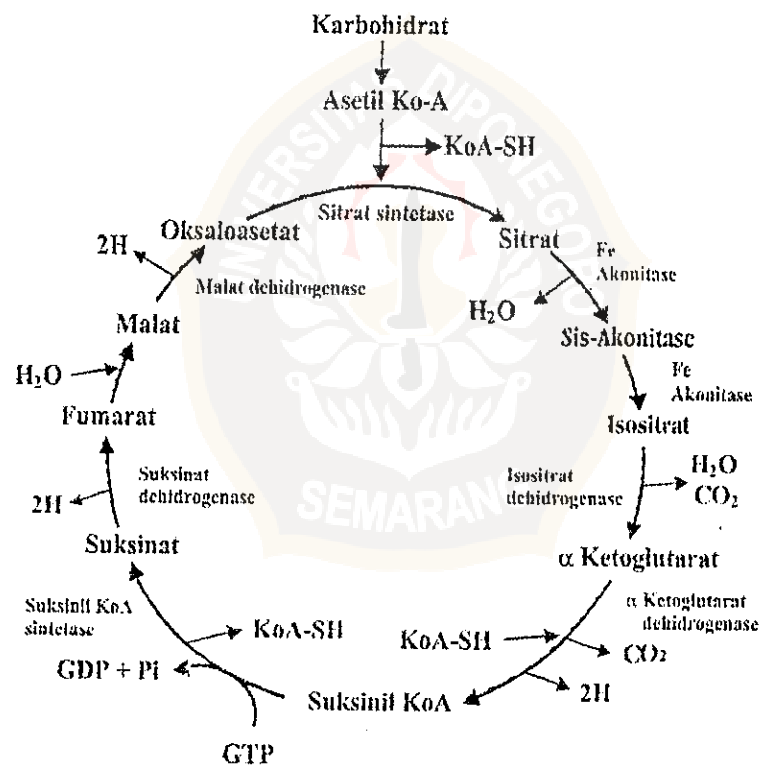 Karbohidrat
Asetil Ko-A
KoA-SH
Sitrat sintetase
Oksaloasetat
Sitrat
2H
Fe
Akonitase
Malat dehidrogenase
H₂O
Malat
Sis-Akonitase
H₂O
Fe
Akonitase
Fumarat
Isositrat
Suksinat
dehidrogenase
Isositrat
dehidrogenase
H₂O
CO₂
2H
Suksinat
α Ketoglutarat
Suksinil KoA
sintetase
KoA-SH
KoA-SH
α Ketoglutarat
dehidrogenase
CO₂
GDP + Pi
Suksinil KoA
2H
GTP
UNIVERSITAS DIPONEGORO
SEMARANG